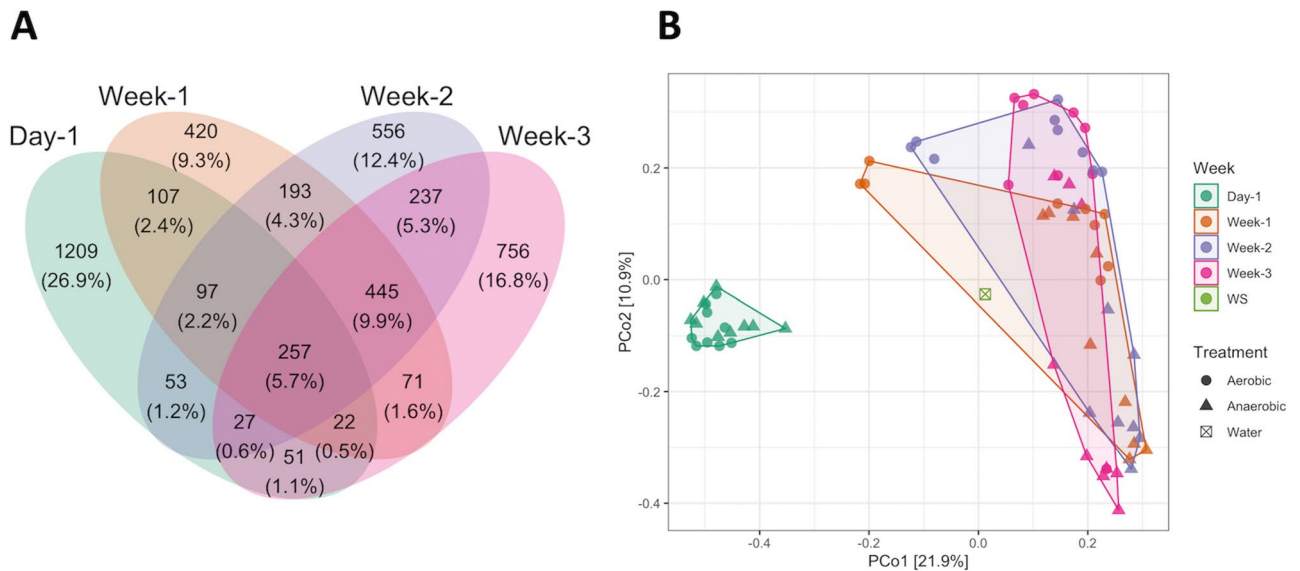 A
Week-1
Week-2
Day-1
Week-3
420
(9.3%)
556
(12.4%)
107
(2.4%)
193
(4.3%)
237
(5.3%)
1209
(26.9%)
756
(16.8%)
97
(2.2%)
445
(9.9%)
257
(5.7%)
53
(1.2%)
71
(1.6%)
27
(0.6%)
22
(0.5%)
51
(1.1%)
B
PCo2 [10.9%]
0.2
0.0
-0.2
-0.4
-0.4
-0.2
0.0
0.2
PCo1 [21.9%]
Week
Day-1
Week-1
Week-2
Week-3
WS
Treatment
Aerobic
Anaerobic
Water